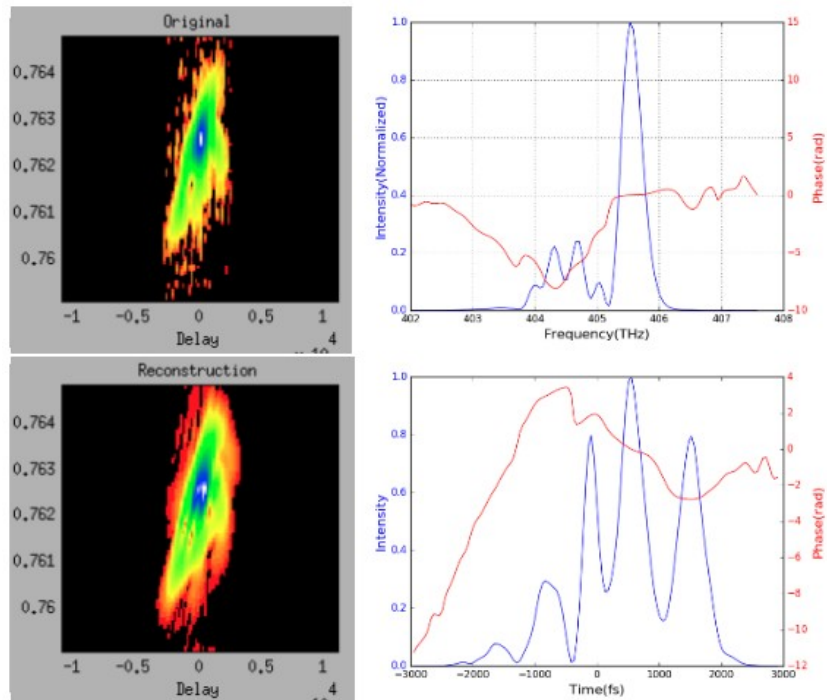 Original
0.764
0.763
0.762
0.761
0.76
-1 -0.5 0 0.5 1
Delay 4
1.0
0.8
0.6
0.4
0.2
0.0
Intensity(Normalized)
402 403 404 405 406 407 408
Frequency(THz)
15
10
5
0
−5
−10
Phase(rad)
Reconstruction
0.764
0.763
0.762
0.761
0.76
-1 -0.5 0 0.5 1
Delay 4
1.0
0.8
0.6
0.4
0.2
0.0
Intensity
−3000 −2000 −1000 0 1000 2000 3000
Time(fs)
4
2
0
−2
−4
−6
−8
−10
−12
Phase(rad)